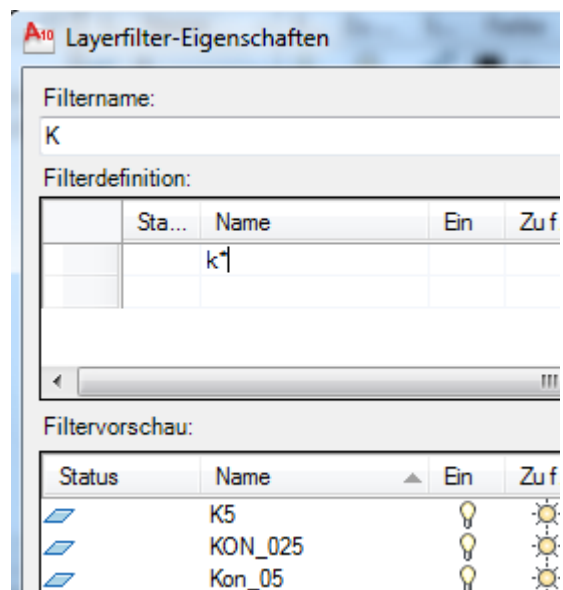 A10 Layerfilter-Eigenschaften
Filtername:
K
Filterdefinition:
Sta... Name Ein Zu f
k*
Filtervorschau:
Status Name Ein Zu f
K5
KON_025
Kon_05